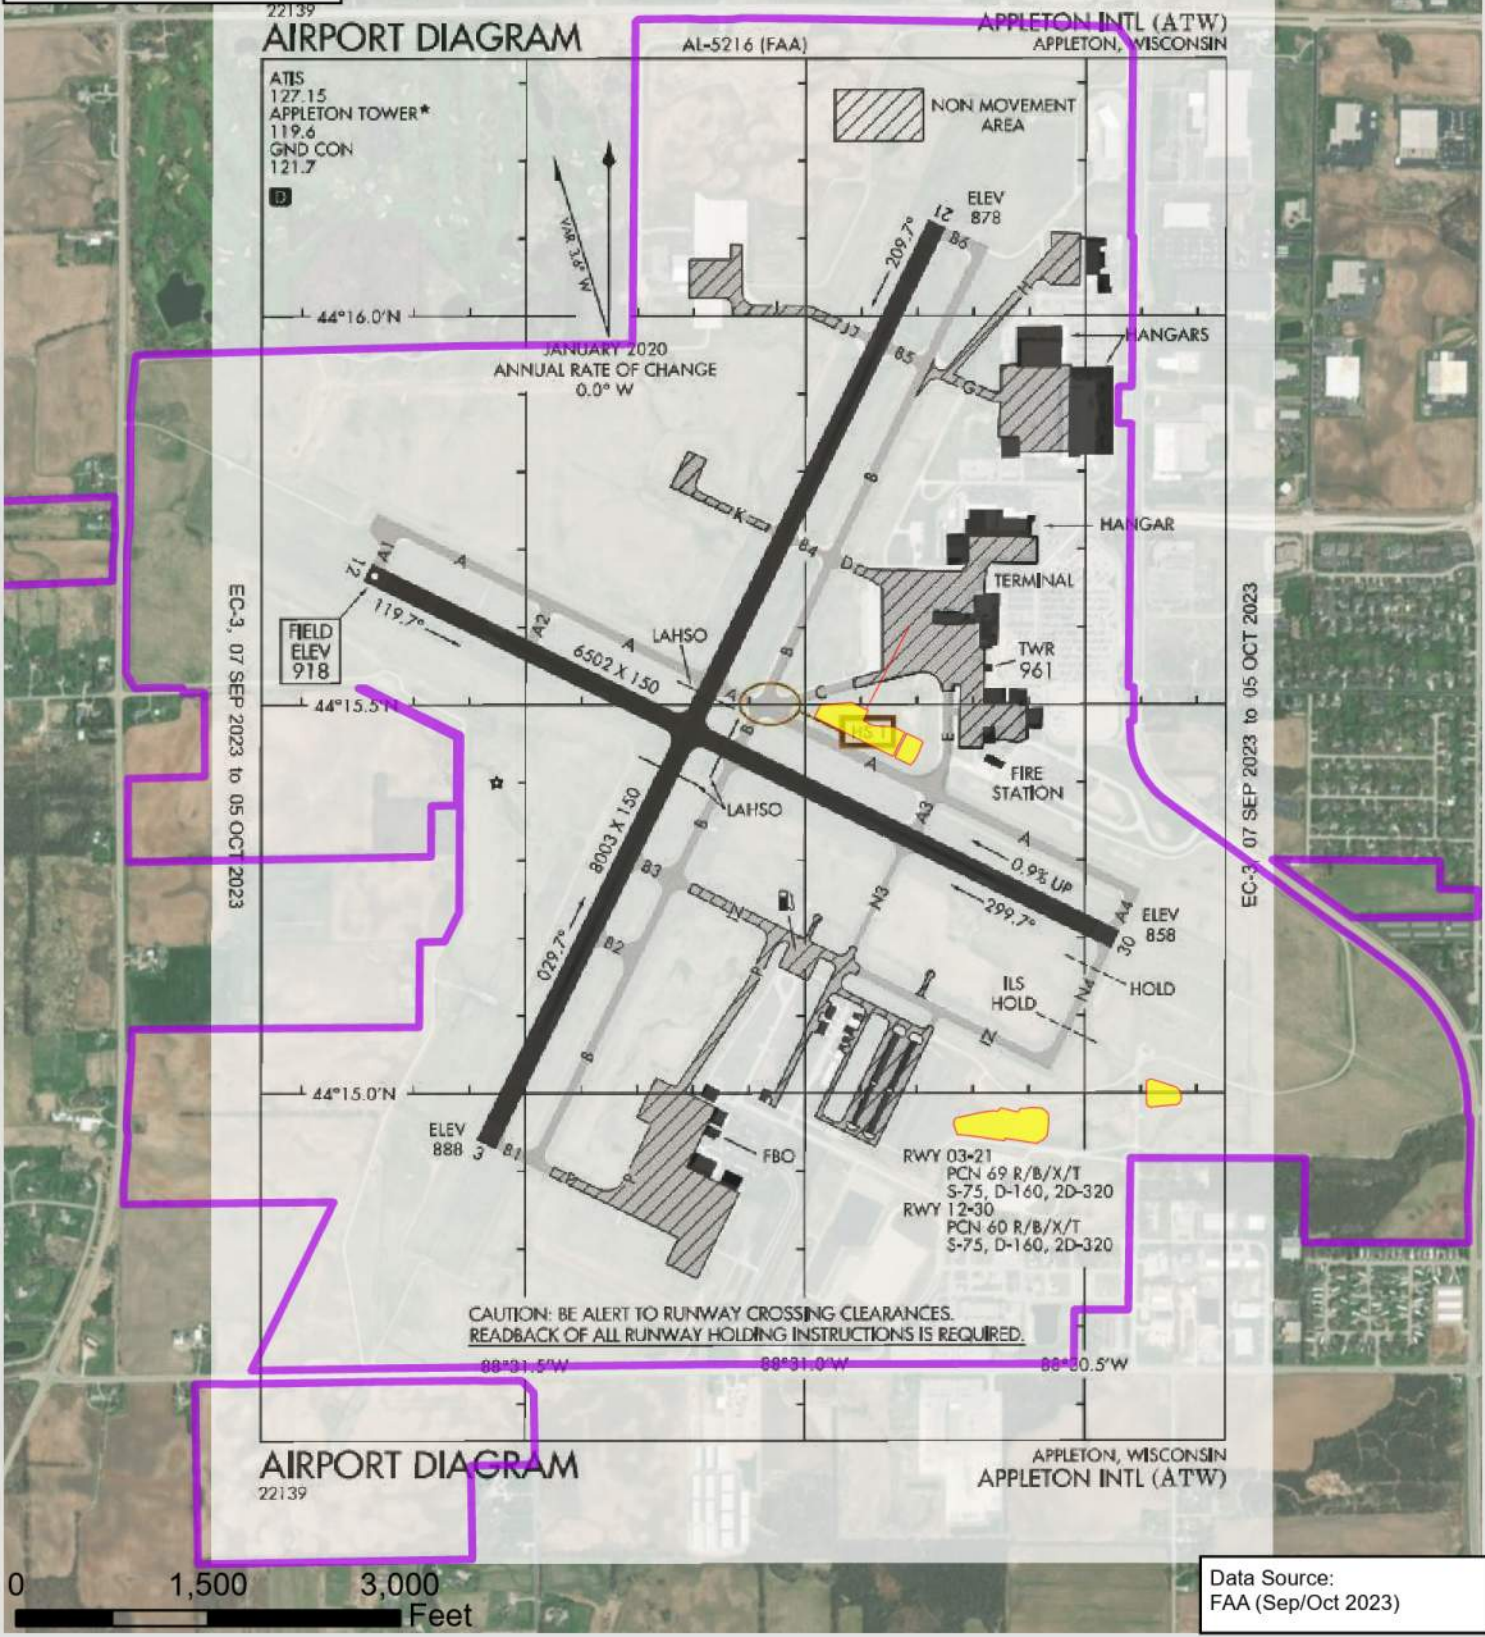 22139
AIRPORT DIAGRAM
AL-5216 (FAA)
APPLETON INTL (ATW)
APPLETON, WISCONSIN
ATIS
127.15
APPLETON TOWER*
119.6
GND CON
121.7
D
NON MOVEMENT
AREA
VAR 3.6° W
JANUARY 2020
ANNUAL RATE OF CHANGE
0.0° W
44°16.0'N
21
ELEV
878
B6
209.7°
H
J
J
HANGARS
B5
G
B
K
B4
D
HANGAR
TERMINAL
TWR
961
12
A1
A
119.7°
A2
A
6502 X 150
LAHSO
FIELD
ELEV
918
B
A
C
44°15.5'N
HS 1
B
A
E
FIRE
STATION
LAHSO
8003 X 150
B
A3
A
0.9% UP
299.7°
B3
N
N3
A4
ELEV
858
30
B2
029.7°
P
ILS
HOLD
N4
HOLD
N
B
44°15.0'N
ELEV
888
3
B1
P
P
FBO
RWY 03-21
PCN 69 R/B/X/T
S-75, D-160, 2D-320
RWY 12-30
PCN 60 R/B/X/T
S-75, D-160, 2D-320
CAUTION: BE ALERT TO RUNWAY CROSSING CLEARANCES.
READBACK OF ALL RUNWAY HOLDING INSTRUCTIONS IS REQUIRED.
88°31.5'W
88°31.0'W
88°30.5'W
EC-3, 07 SEP 2023 to 05 OCT 2023
EC-3, 07 SEP 2023 to 05 OCT 2023
AIRPORT DIAGRAM
22139
APPLETON, WISCONSIN
APPLETON INTL (ATW)
0 1,500 3,000
Feet
Data Source:
FAA (Sep/Oct 2023)